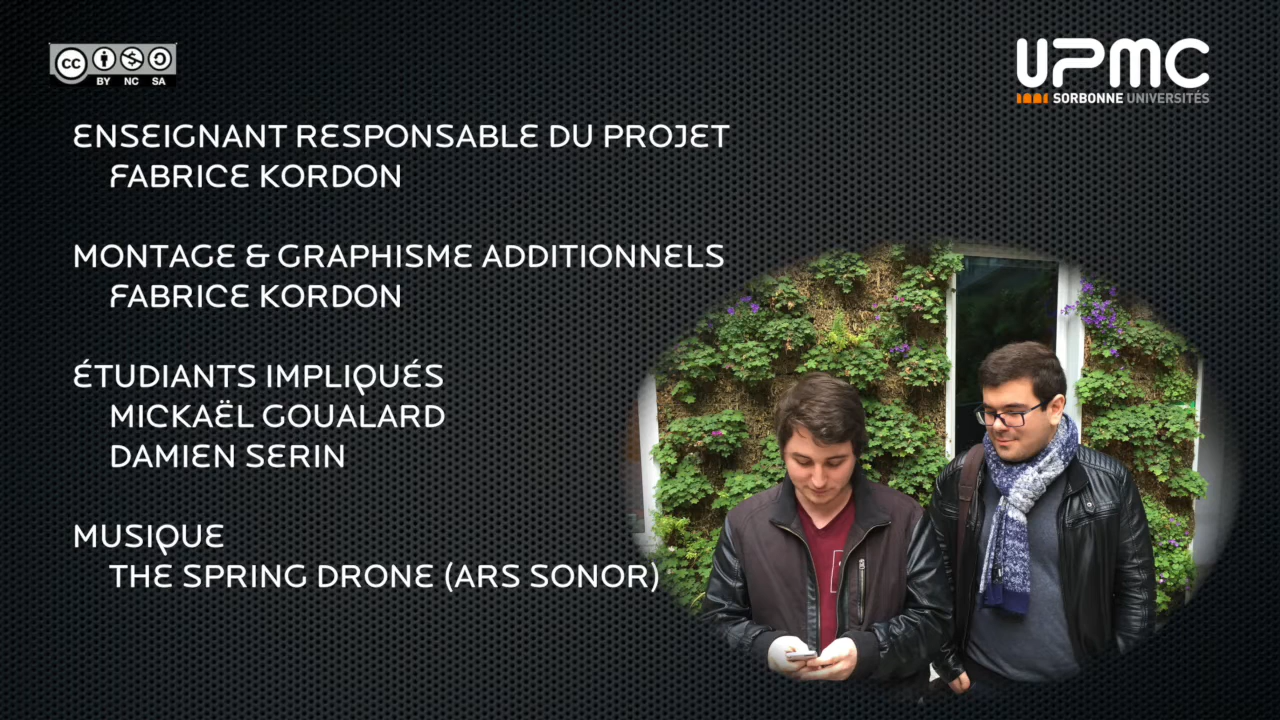 cc
BY NC SA
UPMC
SORBONNE UNIVERSITÉS
ENSEIGNANT RESPONSABLE DU PROJET
FABRICE KORDON
MONTAGE & GRAPHISME ADDITIONNELS
FABRICE KORDON
ÉTUDIANTS IMPLIQUÉS
MICKAËL GOUALARD
DAMIEN SERIN
MUSIQUE
THE SPRING DRONE (ARS SONOR)